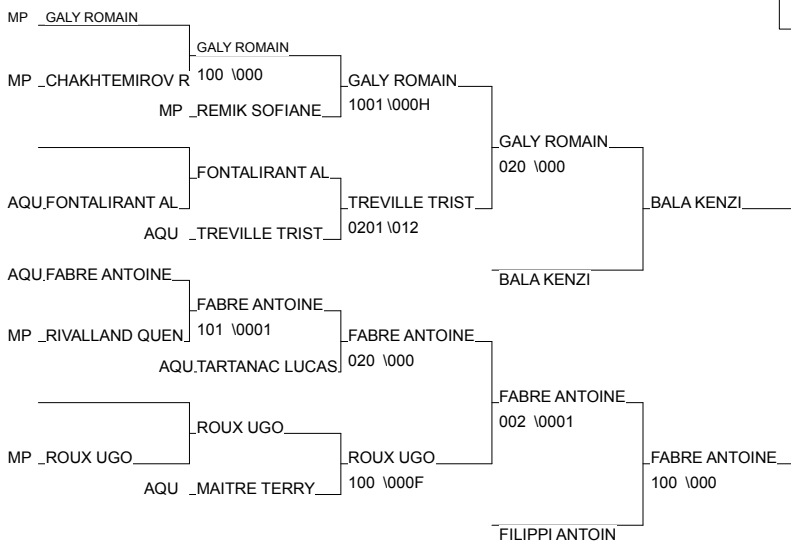 MP GALY ROMAIN
GALY ROMAIN
MP CHAKHTEMIROV R
100 \000
GALY ROMAIN
MP REMIK SOFIANE
1001 \000H
GALY ROMAIN
020 \000
FONTALIRANT AL
AQU FONTALIRANT AL
TREVILLE TRIST
BALA KENZI
AQU TREVILLE TRIST
0201 \012
AQU FABRE ANTOINE
BALA KENZI
FABRE ANTOINE
101 \0001
MP RIVALLAND QUEN
FABRE ANTOINE
AQU TARTANAC LUCAS
020 \000
FABRE ANTOINE
002 \0001
ROUX UGO
MP ROUX UGO
ROUX UGO
FABRE ANTOINE
AQU MAITRE TERRY
100 \000F
100 \000
FILIPPI ANTOIN